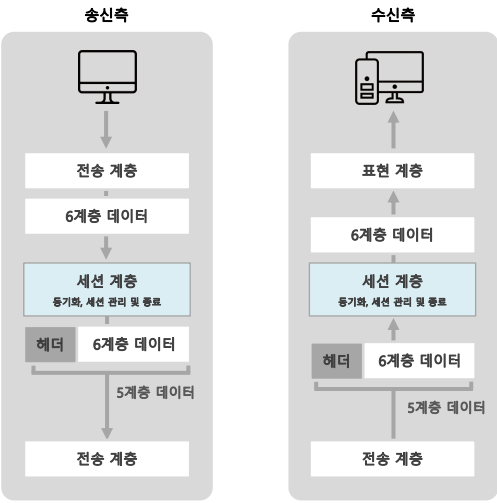 송신측
전송 계층
6계층 데이터
세션 계층
동기화, 세션 관리 및 종료
헤더
6계층 데이터
5계층 데이터
전송 계층
수신측
표현 계층
6계층 데이터
세션 계층
동기화, 세션 관리 및 종료
헤더
6계층 데이터
5계층 데이터
전송 계층